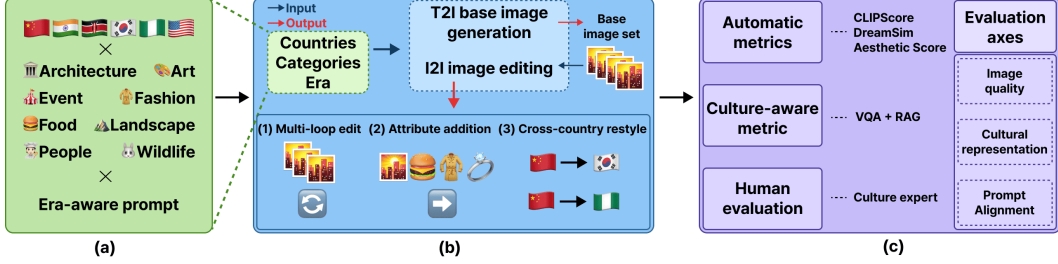 ×
Architecture Art
Event Fashion
Food Landscape
People Wildlife
×
Era-aware prompt
(a)
Input
Output
Countries
Categories
Era
T2I base image
generation
I2I image editing
Base
image set
(1) Multi-loop edit (2) Attribute addition (3) Cross-country restyle
(b)
Automatic
metrics
CLIPScore
DreamSim
Aesthetic Score
Culture-aware
metric
VQA + RAG
Human
evaluation
Culture expert
Evaluation
axes
Image
quality
Cultural
representation
Prompt
Alignment
(c)